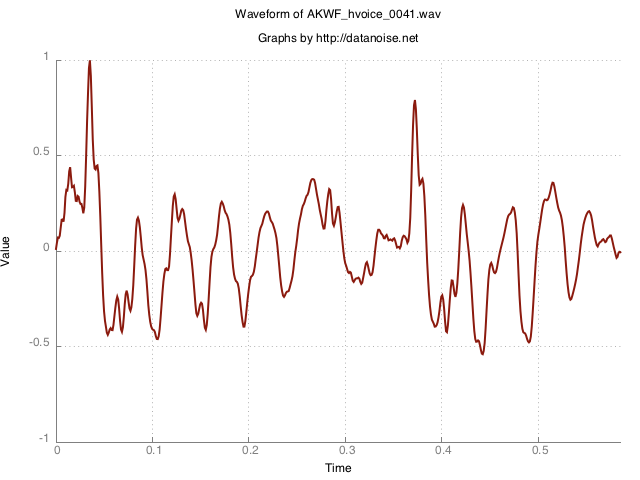 Waveform of AKWF_hvoice_0041.wav
Graphs by http://datanoise.net
1
0.5
0
-0.5
-1
Value
0 0.1 0.2 0.3 0.4 0.5
Time